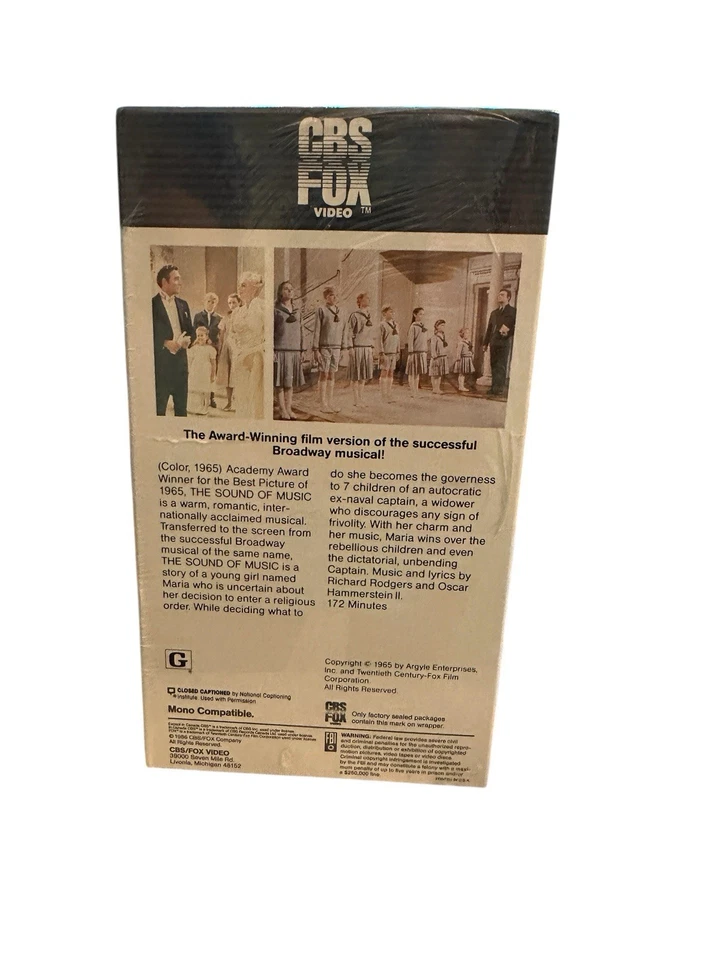 CBS
FOX
VIDEO ™
The Award-Winning film version of the successful
Broadway musical!
(Color, 1965) Academy Award
Winner for the Best Picture of
1965, THE SOUND OF MUSIC
is a warm, romantic, inter-
nationally acclaimed musical.
Transferred to the screen from
the successful Broadway
musical of the same name,
THE SOUND OF MUSIC is a
story of a young girl named
Maria who is uncertain about
her decision to enter a religious
order. While deciding what to
do she becomes the governess
to 7 children of an autocratic
ex-naval captain, a widower
who discourages any sign of
frivolity. With her charm and
her music, Maria wins over the
rebellious children and even
the dictatorial, unbending
Captain. Music and lyrics by
Richard Rodgers and Oscar
Hammerstein II.
172 Minutes
G
CLOSED CAPTIONED by National Captioning
Institute. Used with Permission
Mono Compatible.
© 1986 CBS/FOX Company
All Rights Reserved.
CBS/FOX VIDEO
39000 Seven Mile Rd.
Livonia, Michigan 48152
Copyright © 1965 by Argyle Enterprises,
Inc. and Twentieth Century-Fox Film
Corporation.
All Rights Reserved.
CBS
FOX
VIDEO
Only factory sealed packages
contain this mark on wrapper.
FBI
WARNING: Federal law provides severe civil
and criminal penalties for the unauthorized repro-
duction, distribution or exhibition of copyrighted
motion pictures, video tapes or video discs.
Criminal copyright infringement is investigated
by the FBI and may constitute a felony with a maxi-
mum penalty of up to five years in prison and/or
a $250,000 fine.